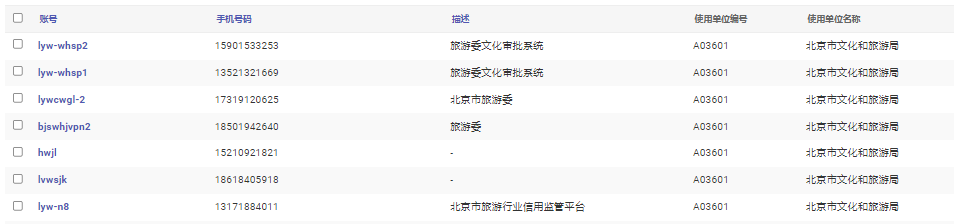 账号 手机号码 描述 使用单位编号 使用单位名称
lyw-whsp2 15901533253 旅游委文化审批系统 A03601 北京市文化和旅游局
lyw-whsp1 13521321669 旅游委文化审批系统 A03601 北京市文化和旅游局
lywcwgl-2 17319120625 北京市旅游委 A03601 北京市文化和旅游局
bjswhjvpn2 18501942640 旅游委 A03601 北京市文化和旅游局
hwjl 15210921821 - A03601 北京市文化和旅游局
lvwsjk 18618405918 - A03601 北京市文化和旅游局
lyw-n8 13171884011 北京市旅游行业信用监管平台 A03601 北京市文化和旅游局